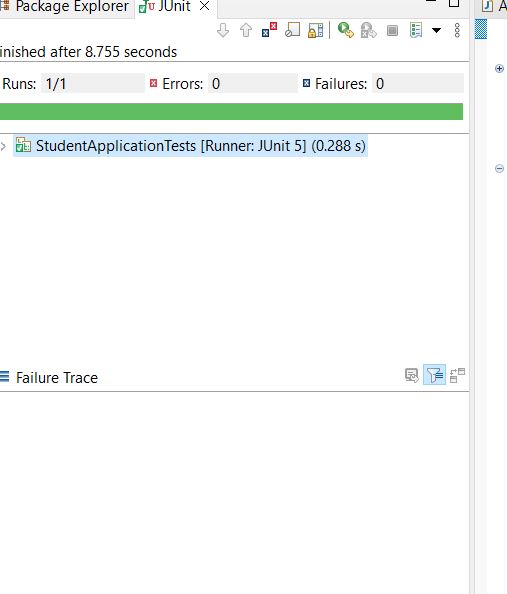 Package Explorer JUnit
inished after 8.755 seconds
Runs: 1/1 Errors: 0 Failures: 0
StudentApplicationTests [Runner: JUnit 5] (0.288 s)
Failure Trace